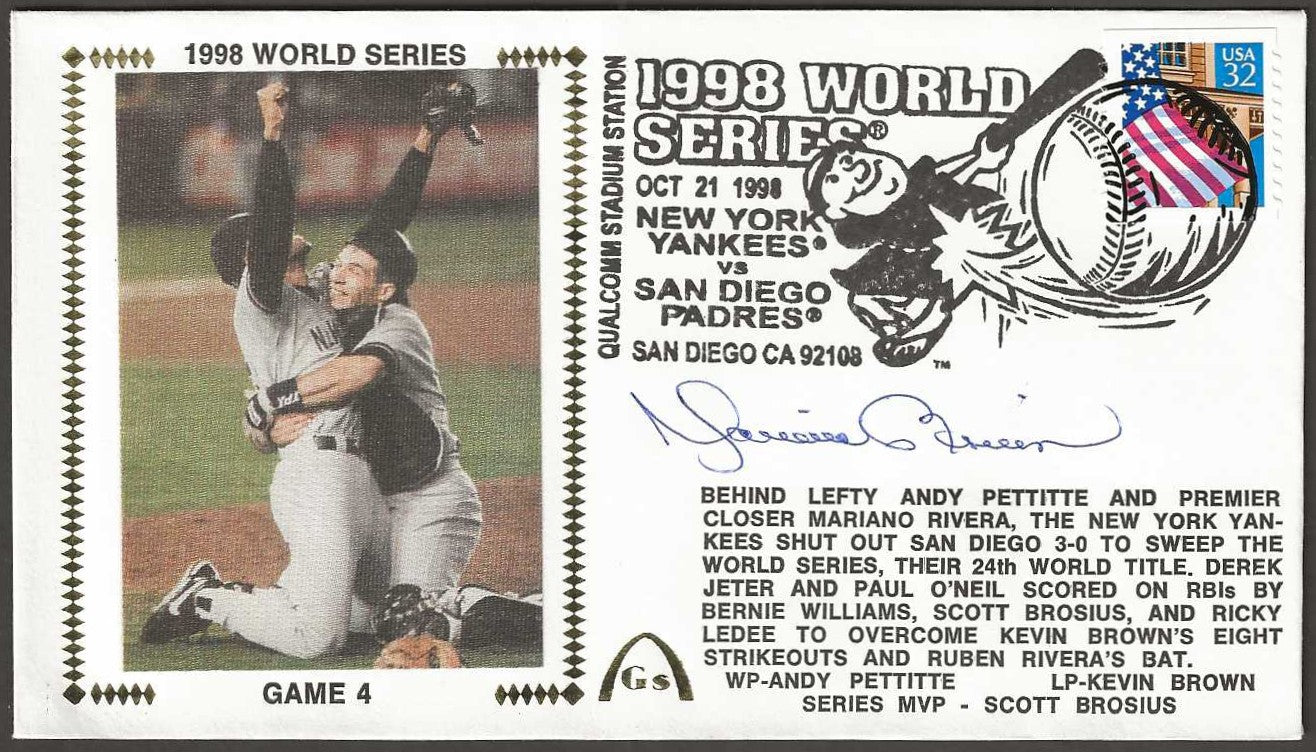 1998 WORLD SERIES
GAME 4
QUALCOMM STADIUM STATION
1998 WORLD
SERIES®
OCT 21 1998
NEW YORK
YANKEES®
vs
SAN DIEGO
PADRES®
SAN DIEGO CA 92108
TM
USA
32
Mariano Rivera
BEHIND LEFTY ANDY PETTITTE AND PREMIER
CLOSER MARIANO RIVERA, THE NEW YORK YAN-
KEES SHUT OUT SAN DIEGO 3-0 TO SWEEP THE
WORLD SERIES, THEIR 24th WORLD TITLE. DEREK
JETER AND PAUL O'NEIL SCORED ON RBIs BY
BERNIE WILLIAMS, SCOTT BROSIUS, AND RICKY
LEDEE TO OVERCOME KEVIN BROWN'S EIGHT
STRIKEOUTS AND RUBEN RIVERA'S BAT.
WP-ANDY PETTITTE LP-KEVIN BROWN
SERIES MVP - SCOTT BROSIUS
Gs